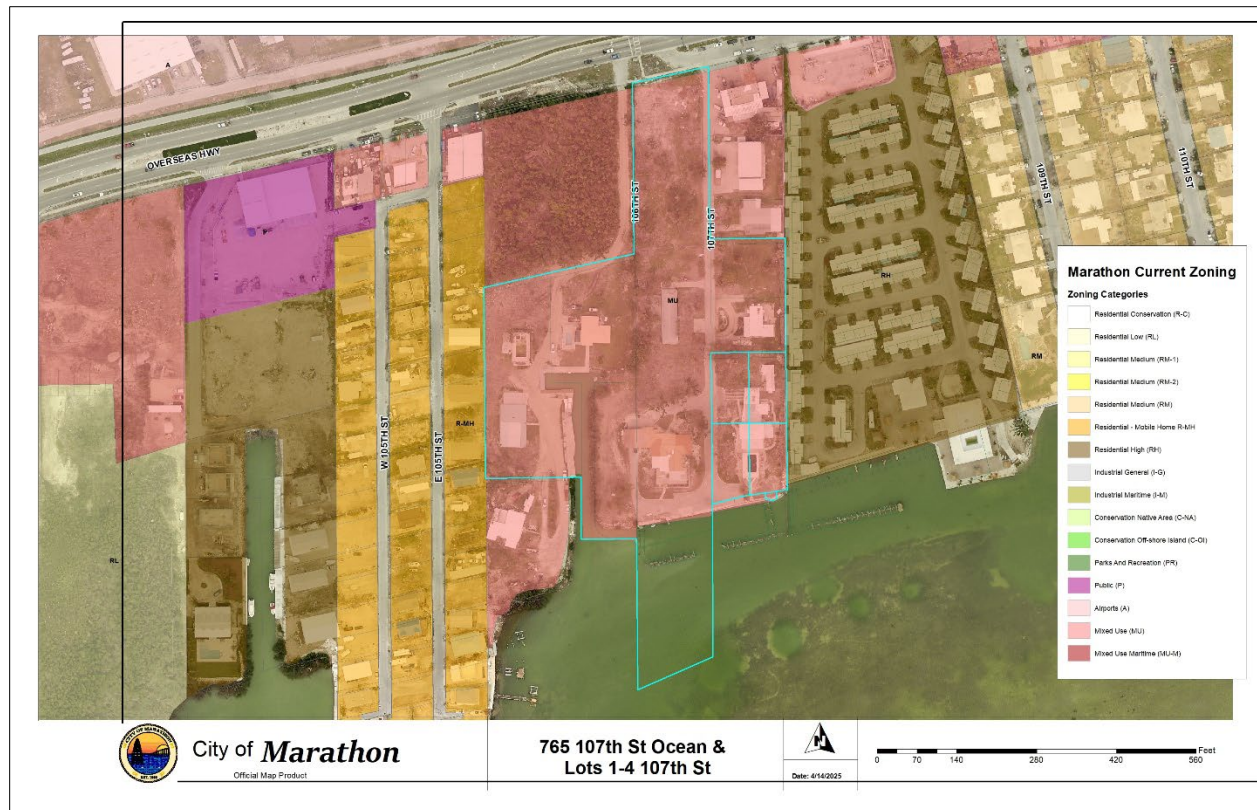 A
OVERSEAS HWY
106TH ST
107TH ST
109TH ST
110TH ST
MU
RH
RM
R-MH
W 105TH ST
E 105TH ST
RL
Marathon Current Zoning
Zoning Categories
Residential Conservation (R-C)
Residential Low (RL)
Residential Medium (RM-1)
Residential Medium (RM-2)
Residential Medium (RM)
Residential - Mobile Home R-MH
Residential High (RH)
Industrial General (I-G)
Industrial Maritime (I-M)
Conservation Native Area (C-NA)
Conservation Off-shore Island (C-OI)
Parks And Recreation (PR)
Public (P)
Airports (A)
Mixed Use (MU)
Mixed Use Maritime (MU-M)
CITY OF MARATHON
City of Marathon
Official Map Product
765 107th St Ocean &
Lots 1-4 107th St
N
Date: 4/14/2025
Feet
0 70 140 280 420 560